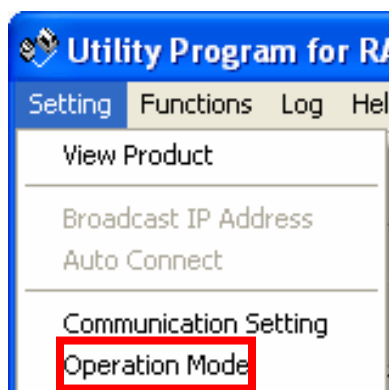 Utility Program for RA
Setting Functions Log Hel
View Product
Broadcast IP Address
Auto Connect
Communication Setting
Operation Mode